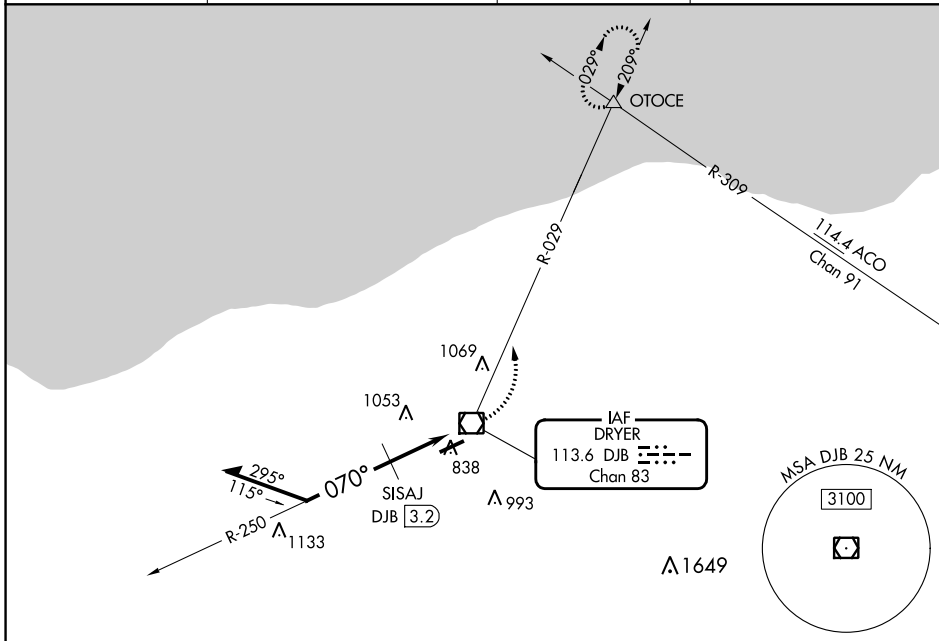 029°
209°
OTOCE
R-309
114.4 ACO
Chan 91
R-029
1069
1053
IAF
DRYER
113.6 DJB
Chan 83
838
295°
115°
070°
SISAJ
DJB 3.2
993
R-250
1133
1649
MSA DJB 25 NM
3100